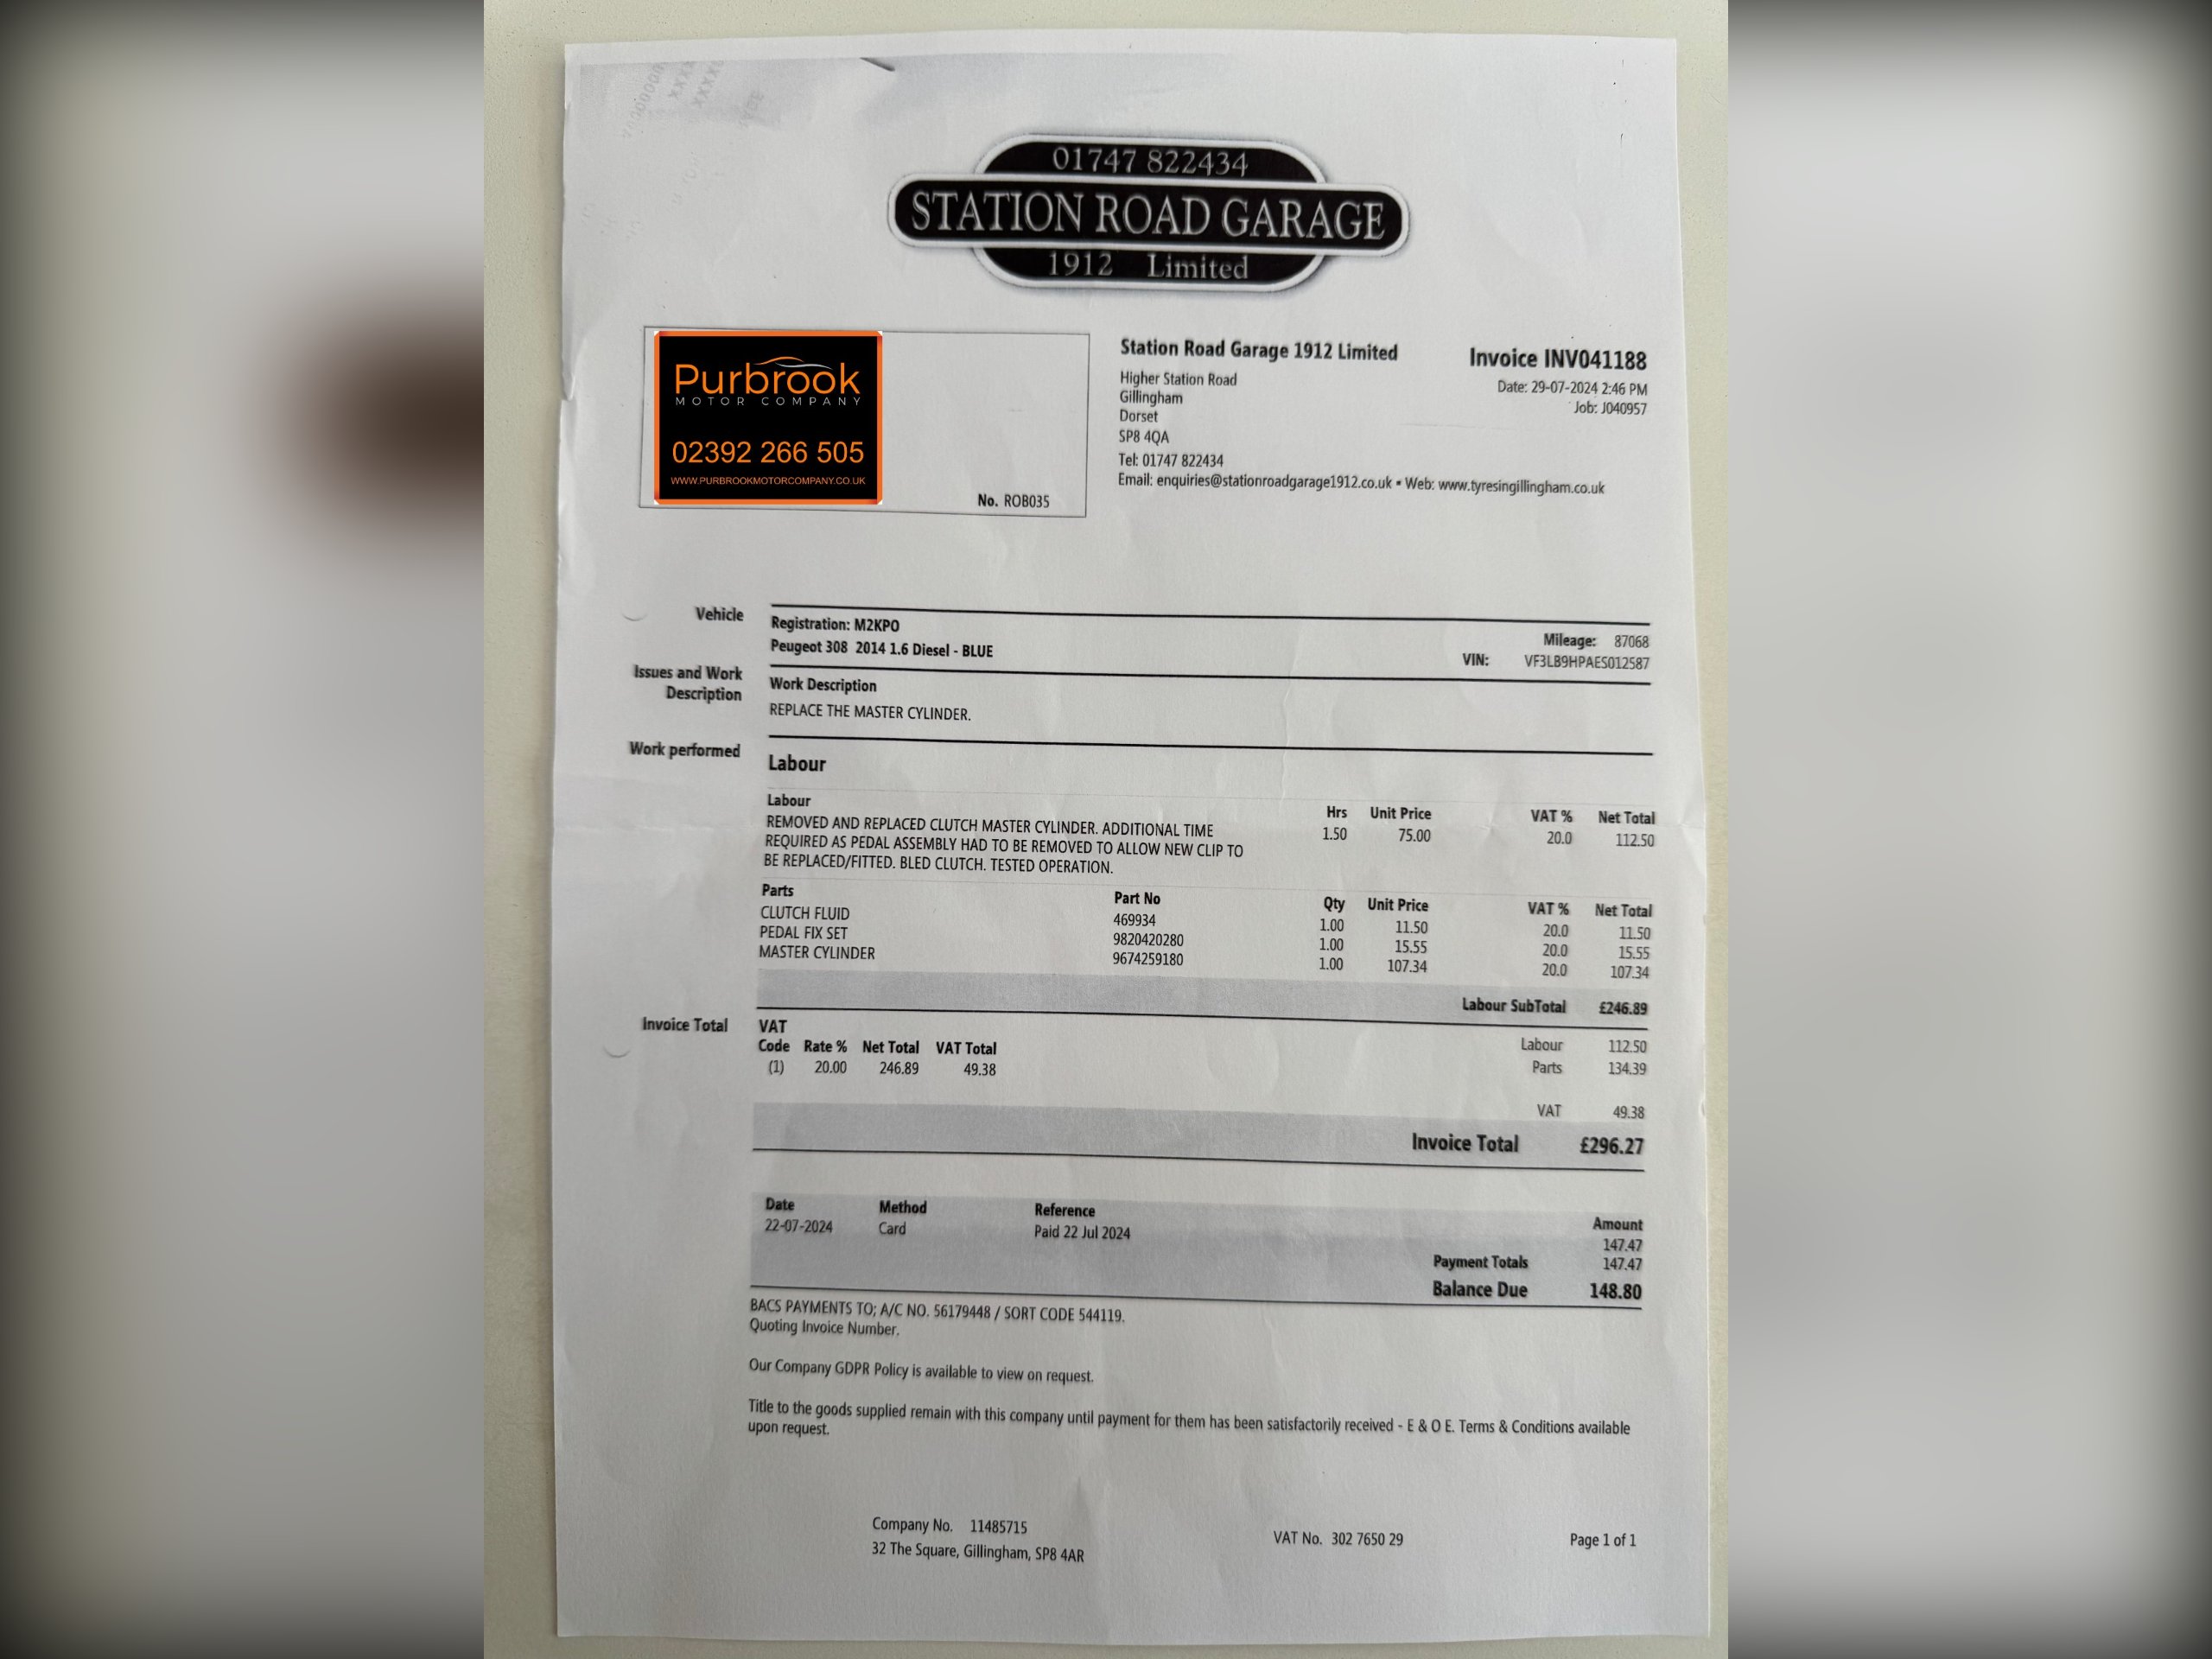 01747 822434
STATION ROAD GARAGE
1912 Limited
Purbrook
MOTOR COMPANY
02392 266 505
WWW.PURBROOKMOTORCOMPANY.CO.UK
No. ROB035
Station Road Garage 1912 Limited
Higher Station Road
Gillingham
Dorset
SP8 4QA
Tel: 01747 822434
Email: enquiries@stationroadgarage1912.co.uk • Web: www.tyresingillingham.co.uk
Invoice INV041188
Date: 29-07-2024 2:46 PM
Job: J040957
Vehicle
Registration: M2KPO
Peugeot 308 2014 1.6 Diesel - BLUE
Mileage: 87068
VIN: VF3LB9HPAES012587
Issues and Work
Description
Work Description
REPLACE THE MASTER CYLINDER.
Work performed
Labour
Labour Hrs Unit Price VAT % Net Total
REMOVED AND REPLACED CLUTCH MASTER CYLINDER. ADDITIONAL TIME 1.50 75.00 20.0 112.50
REQUIRED AS PEDAL ASSEMBLY HAD TO BE REMOVED TO ALLOW NEW CLIP TO
BE REPLACED/FITTED. BLED CLUTCH. TESTED OPERATION.
Parts Part No Qty Unit Price VAT % Net Total
CLUTCH FLUID 469934 1.00 11.50 20.0 11.50
PEDAL FIX SET 9820420280 1.00 15.55 20.0 15.55
MASTER CYLINDER 9674259180 1.00 107.34 20.0 107.34
Labour SubTotal £246.89
Invoice Total
VAT
Code Rate % Net Total VAT Total
(1) 20.00 246.89 49.38
Labour 112.50
Parts 134.39
VAT 49.38
Invoice Total £296.27
Date Method Reference Amount
22-07-2024 Card Paid 22 Jul 2024 147.47
Payment Totals 147.47
Balance Due 148.80
BACS PAYMENTS TO; A/C NO. 56179448 / SORT CODE 544119.
Quoting Invoice Number.
Our Company GDPR Policy is available to view on request.
Title to the goods supplied remain with this company until payment for them has been satisfactorily received - E & O E. Terms & Conditions available
upon request.
Company No. 11485715
32 The Square, Gillingham, SP8 4AR
VAT No. 302 7650 29
Page 1 of 1